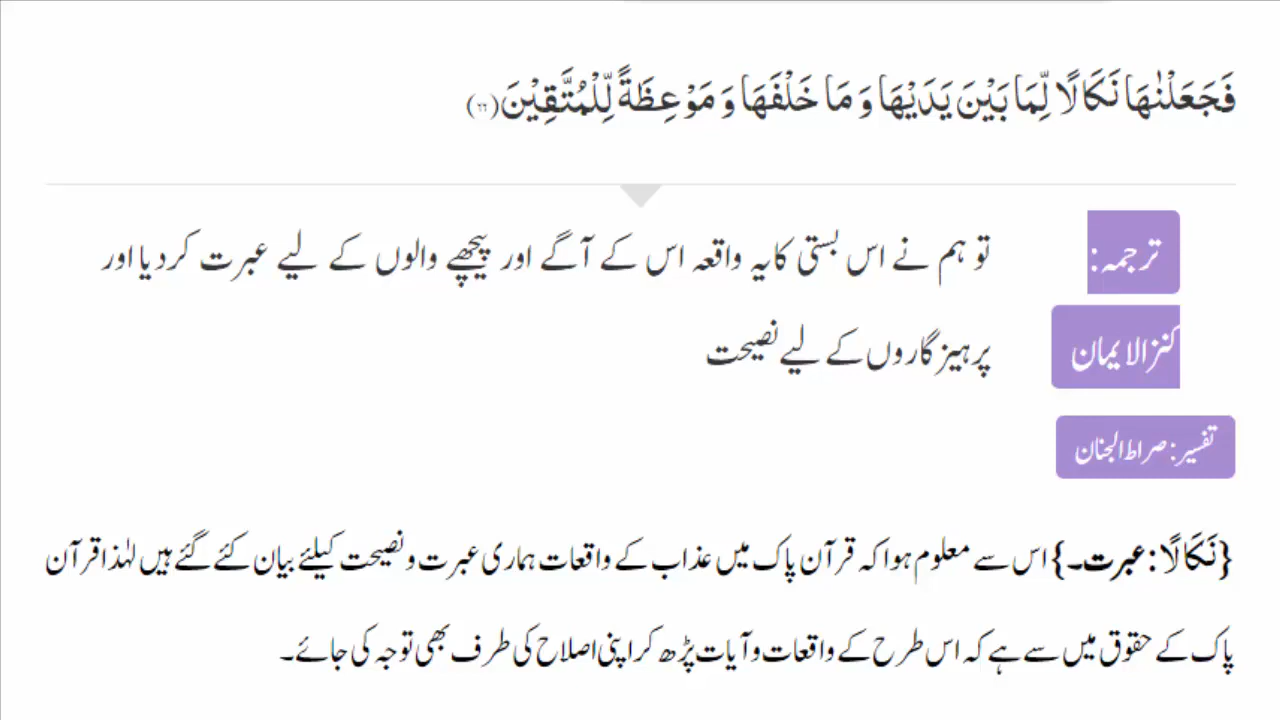 فَجَعَلْنٰهَا نَكَالًا لِّمَا بَیْنَ یَدَیْهَا وَ مَا خَلْفَهَا وَ مَوْعِظَةً لِّلْمُتَّقِیْنَ(۶۶)
ترجمہ: تو ہم نے اس بستی کایہ واقعہ اس کے آگے اور پیچھے والوں کے لیے عبرت کردیا اور
کنزالایمان پرہیزگاروں کے لیے نصیحت
تفسیر: صراط الجنان
{نَكَالًا: عبرت۔} اس سے معلوم ہوا کہ قرآن پاک میں عذاب کے واقعات ہماری عبرت و نصیحت کیلئے بیان کئے گئے ہیں لہٰذا قرآن
پاک کے حقوق میں سے ہے کہ اس طرح کے واقعات و آیات پڑھ کر اپنی اصلاح کی طرف بھی توجہ کی جائے۔